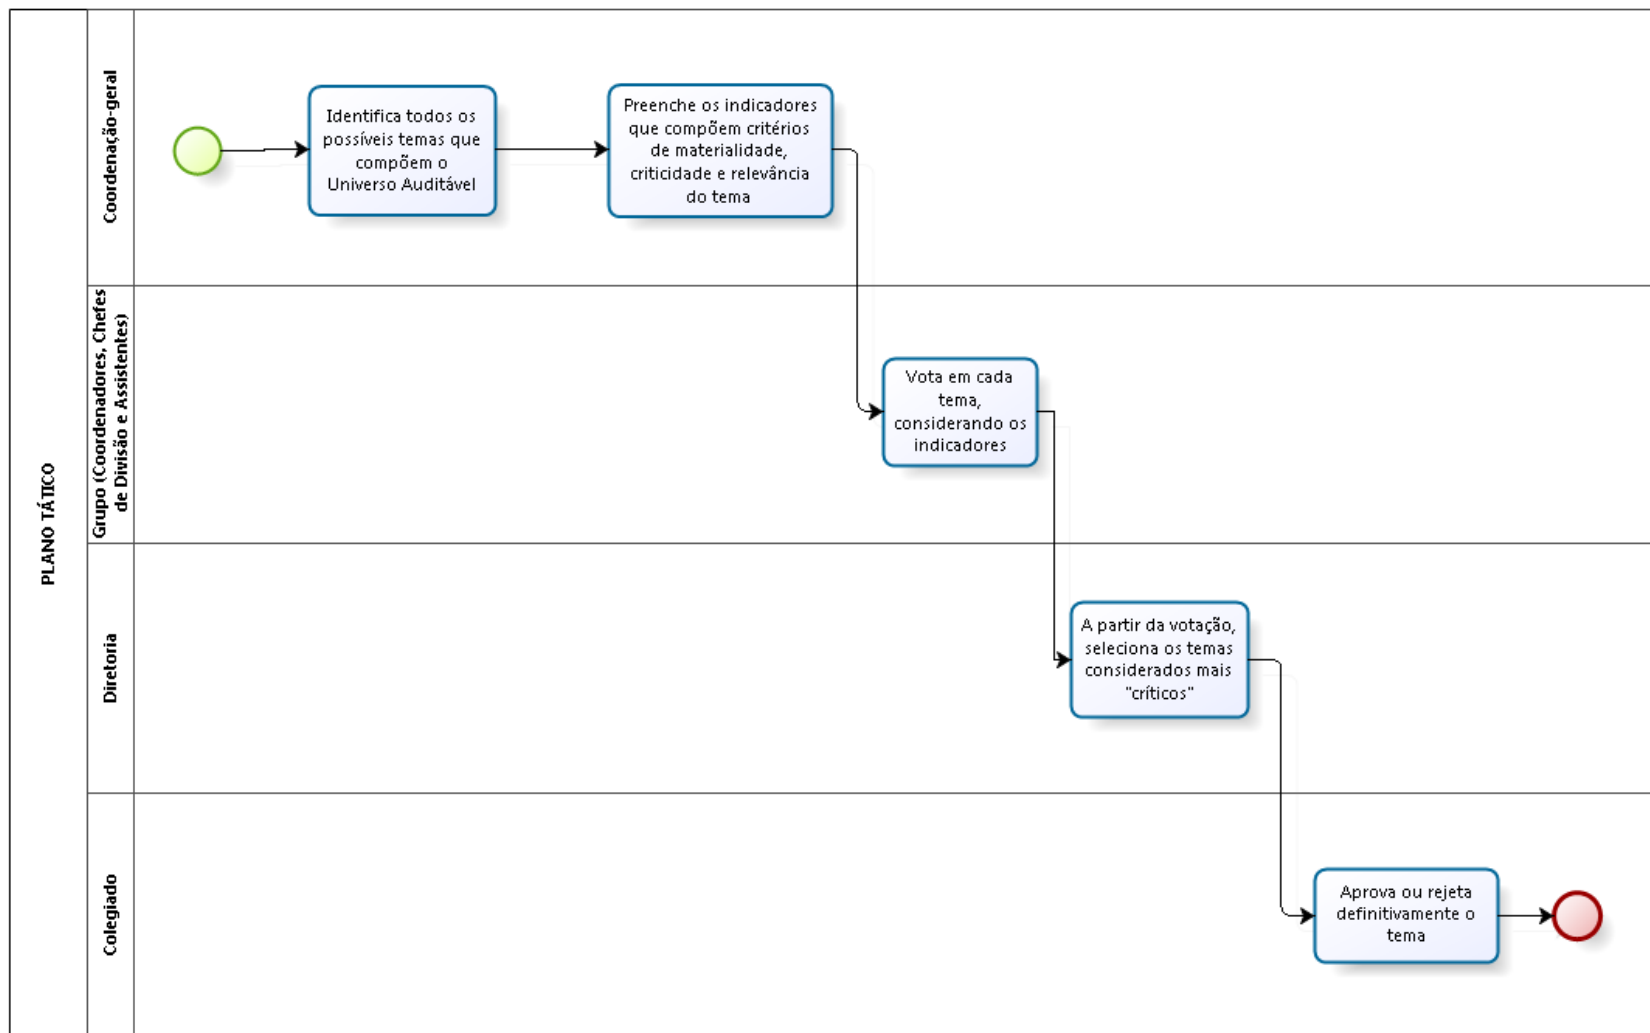 PLANO TÁTICO
Coordenação-geral
Identifica todos os
possíveis temas que
compõem o
Universo Auditável
Preenche os indicadores
que compõem critérios
de materialidade,
criticidade e relevância
do tema
Grupo (Coordenadores, Chefes
de Divisão e Assistentes)
Vota em cada
tema,
considerando os
indicadores
Diretoria
A partir da votação,
seleciona os temas
considerados mais
"críticos"
Colegiado
Aprova ou rejeta
definitivamente o
tema